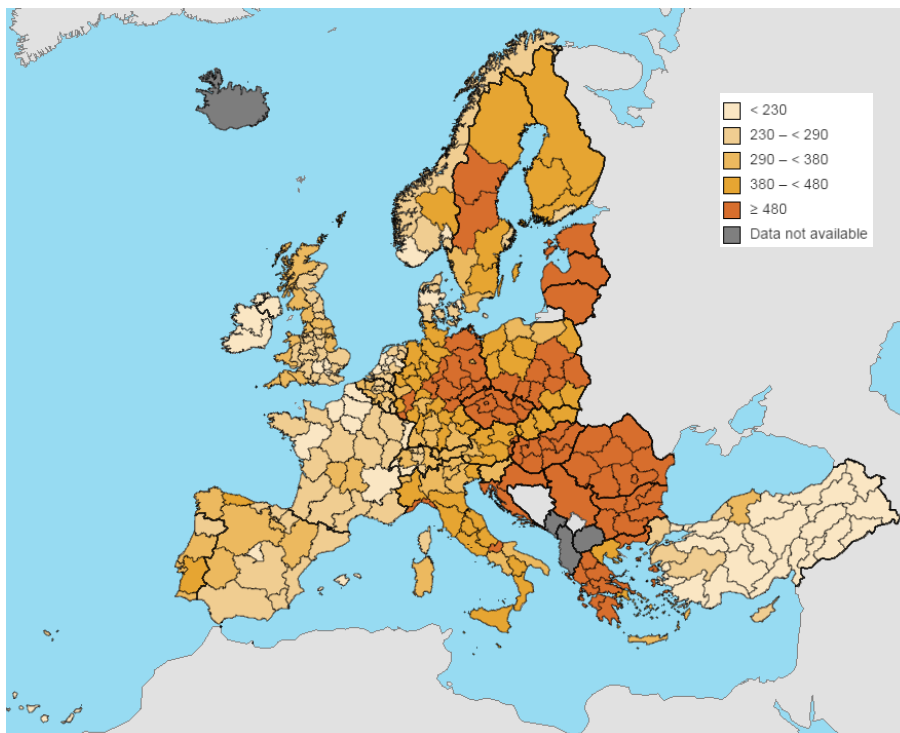 < 230
230 – < 290
290 – < 380
380 – < 480
≥ 480
Data not available